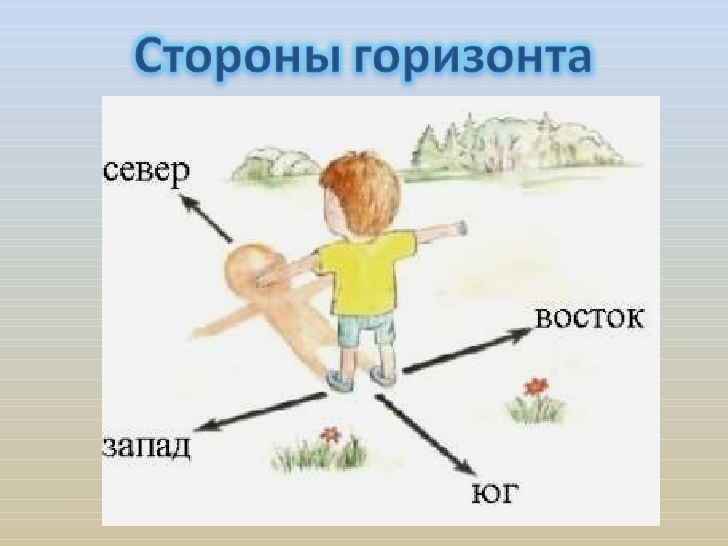 Стороны горизонта
север
восток
запад
юг